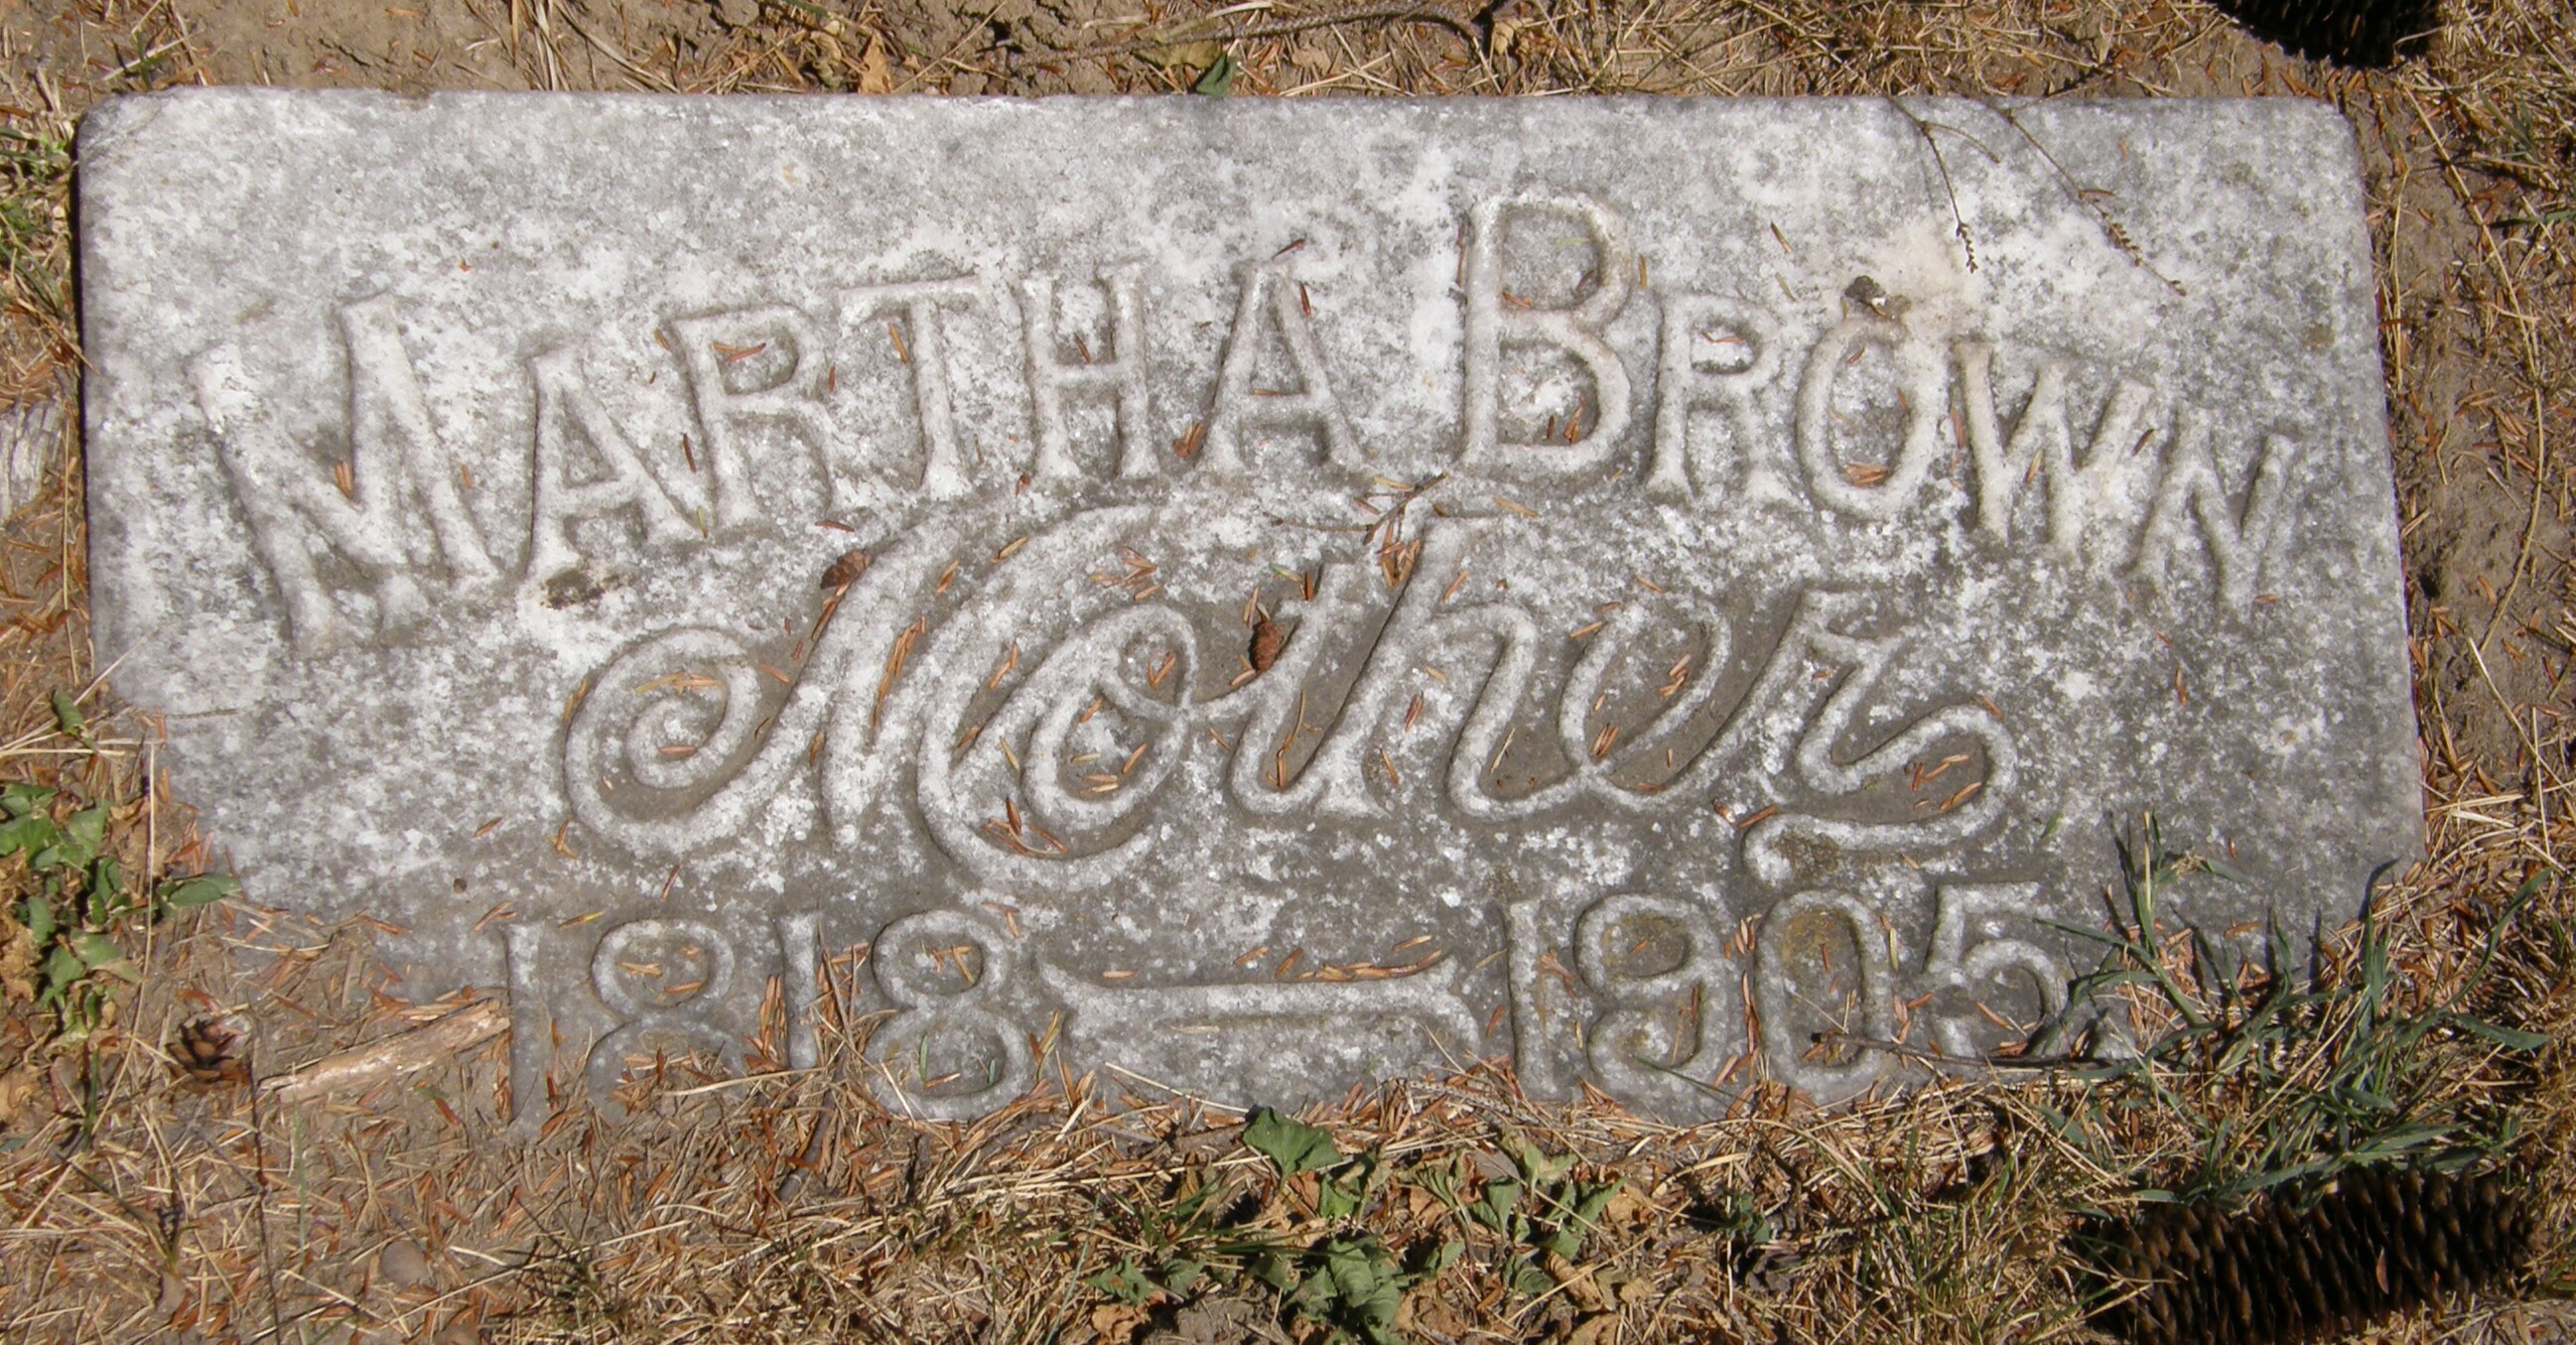 MARTHA BROWN
Mother
1818 — 1905